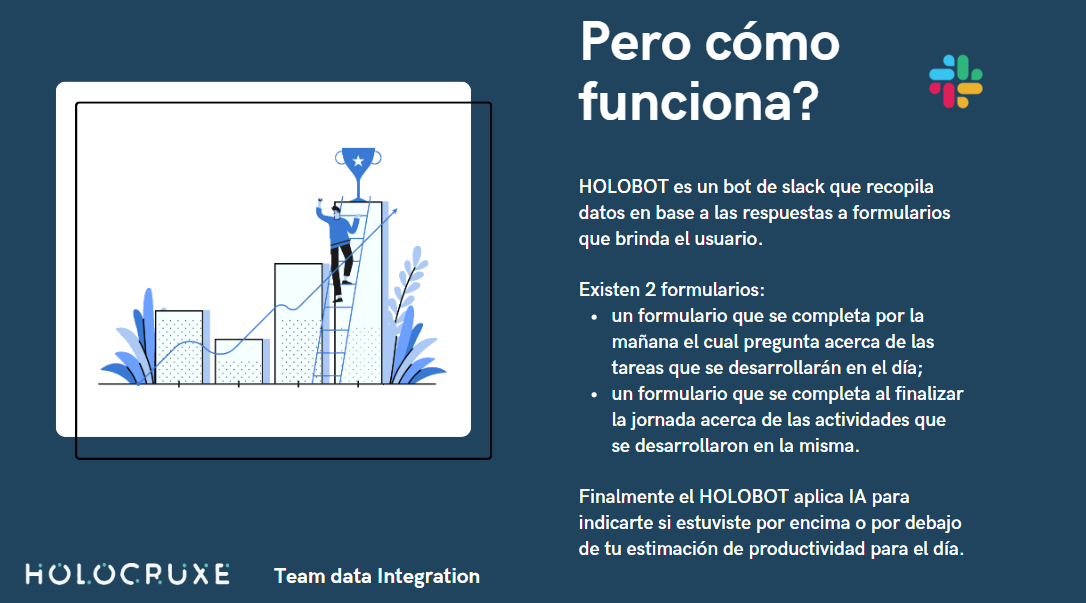 Pero cómo
funciona?
HOLOBOT es un bot de slack que recopila
datos en base a las respuestas a formularios
que brinda el usuario.
Existen 2 formularios:
• un formulario que se completa por la
mañana el cual pregunta acerca de las
tareas que se desarrollarán en el día;
• un formulario que se completa al finalizar
la jornada acerca de las actividades que
se desarrollaron en la misma.
Finalmente el HOLOBOT aplica IA para
indicarte si estuviste por encima o por debajo
de tu estimación de productividad para el día.
HOLOCRUXE
Team data Integration